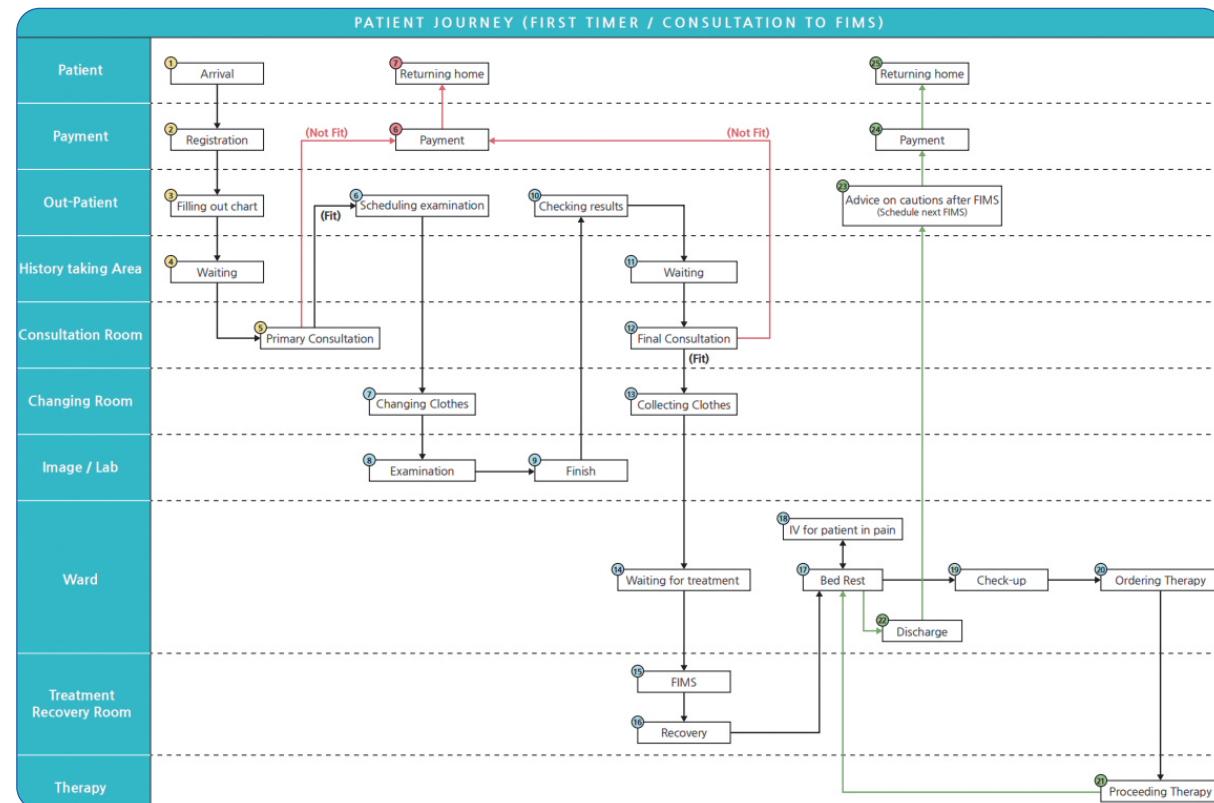 PATIENT JOURNEY (FIRST TIMER / CONSULTATION TO FIMS)
Patient
1
Arrival
7
Returning home
25
Returning home
Payment
2
Registration
(Not Fit)
6
Payment
(Not Fit)
24
Payment
Out-Patient
3
Filling out chart
(Fit)
6
Scheduling examination
10
Checking results
23
Advice on cautions after FIMS
(Schedule next FIMS)
History taking Area
4
Waiting
11
Waiting
Consultation Room
5
Primary Consultation
12
Final Consultation
(Fit)
Changing Room
7
Changing Clothes
13
Collecting Clothes
Image / Lab
8
Examination
9
Finish
Ward
18
IV for patient in pain
14
Waiting for treatment
17
Bed Rest
19
Check-up
20
Ordering Therapy
22
Discharge
Treatment
Recovery Room
15
FIMS
16
Recovery
Therapy
21
Proceeding Therapy